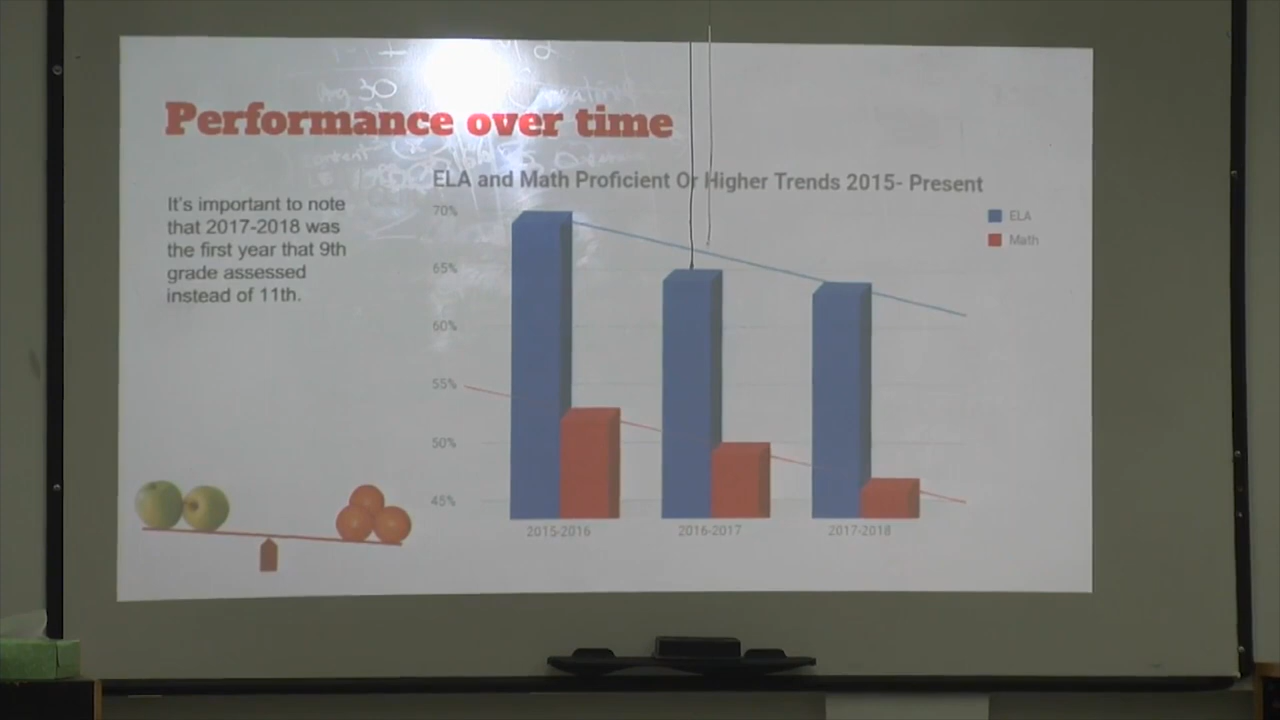 Performance over time
ELA and Math Proficient Or Higher Trends 2015- Present
It's important to note
that 2017-2018 was
the first year that 9th
grade assessed
instead of 11th.
70%
65%
60%
55%
50%
45%
2015-2016
2016-2017
2017-2018
ELA
Math